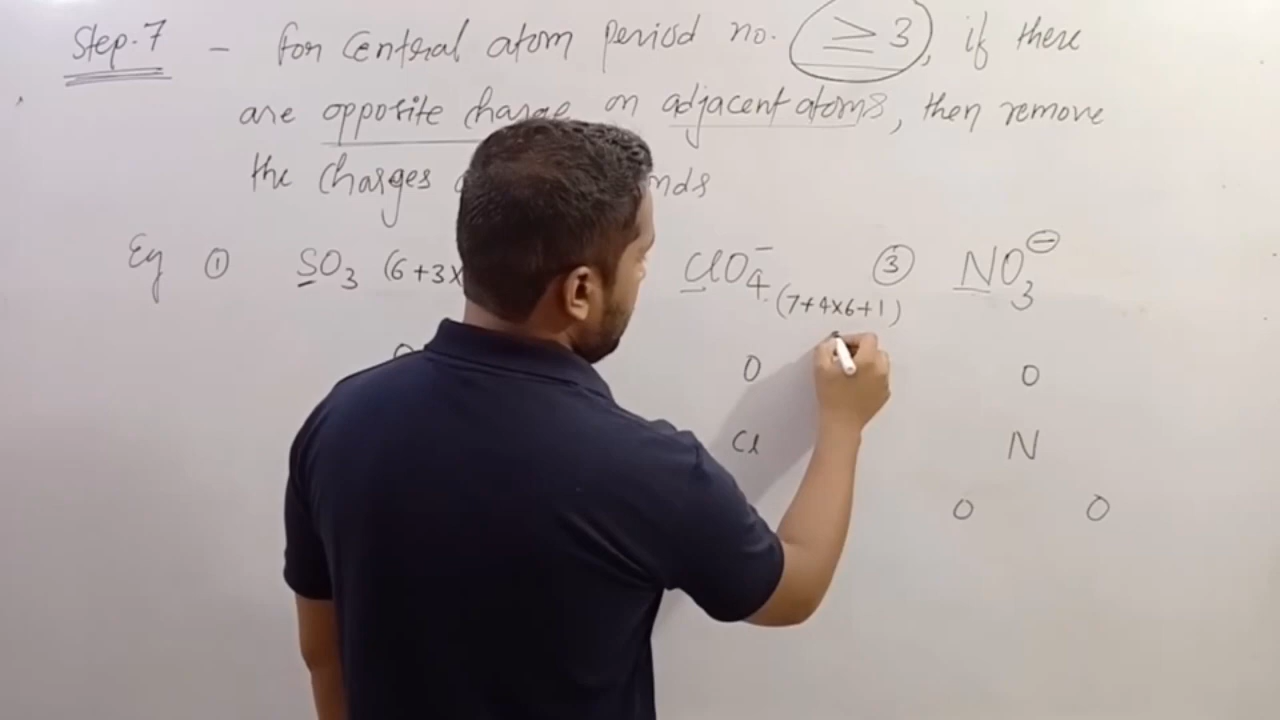 Step-7 - for Central atom period no. ≥3, if there
are opposite charge on adjacent atoms, then remove
the Charges
Eg ① SO3 (6+3x ClO4- (7+4x6+1) ③ NO3⊖
O O O
Cl N
O O